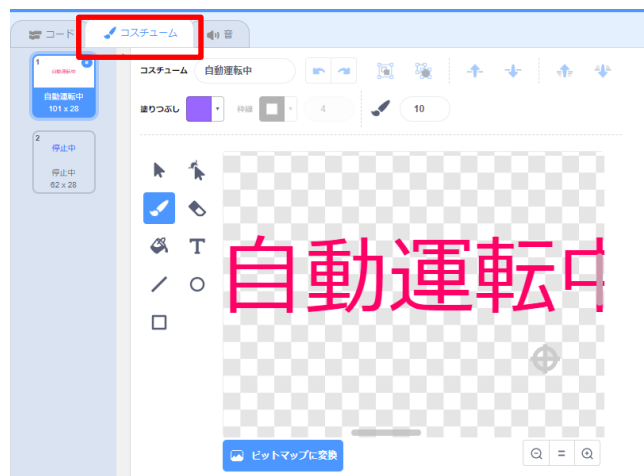 コード コスチューム 音
1
自動運転中
自動運転中
101 x 28
2
停止中
停止中
62 x 28
コスチューム 自動運転中
塗りつぶし 枠線 4 10
T
自動運転中
ビットマップに変換